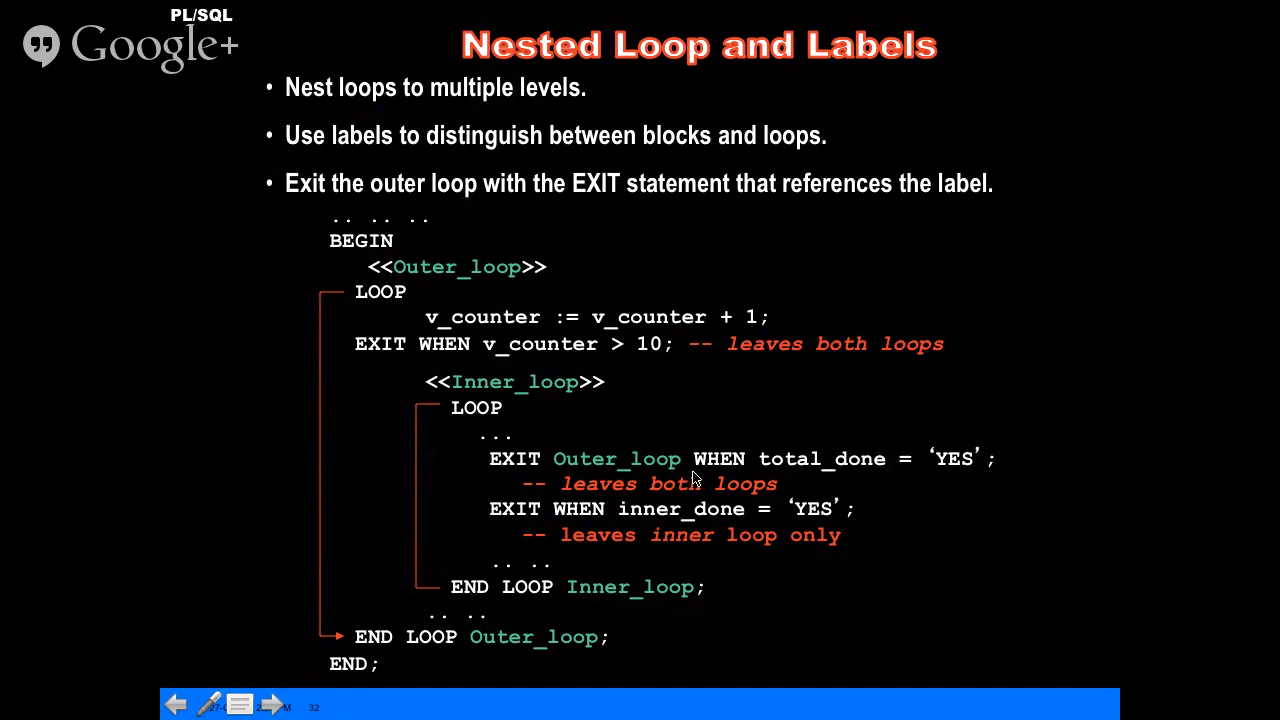 PL/SQL
Google+
Nested Loop and Labels
• Nest loops to multiple levels.
• Use labels to distinguish between blocks and loops.
• Exit the outer loop with the EXIT statement that references the label.
.. .. ..
BEGIN
<<Outer_loop>>
LOOP
v_counter := v_counter + 1;
EXIT WHEN v_counter > 10; -- leaves both loops
<<Inner_loop>>
LOOP
...
EXIT Outer_loop WHEN total_done = ‘YES’;
-- leaves both loops
EXIT WHEN inner_done = ‘YES’;
-- leaves inner loop only
.. ..
END LOOP Inner_loop;
.. ..
END LOOP Outer_loop;
END;
32